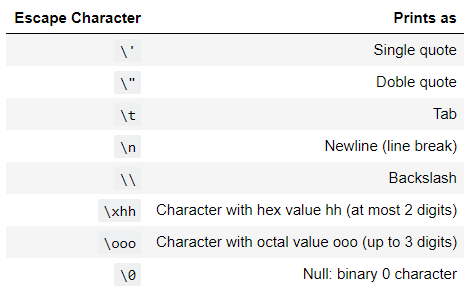 Escape Character Prints as
\' Single quote
\" Doble quote
\t Tab
\n Newline (line break)
\\ Backslash
\xhh Character with hex value hh (at most 2 digits)
\ooo Character with octal value ooo (up to 3 digits)
\0 Null: binary 0 character